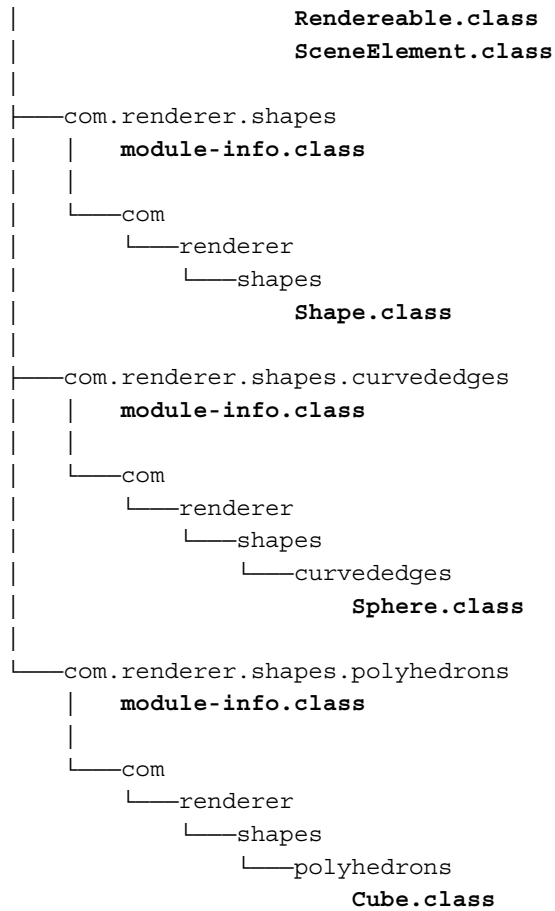 │                   Rendereable.class
│                   SceneElement.class
│
├───com.renderer.shapes
│   │   module-info.class
│   │
│   └───com
│       └───renderer
│           └───shapes
│                   Shape.class
│
├───com.renderer.shapes.curvededges
│   │   module-info.class
│   │
│   └───com
│       └───renderer
│           └───shapes
│               └───curvededges
│                       Sphere.class
│
└───com.renderer.shapes.polyhedrons
    │   module-info.class
    │
    └───com
        └───renderer
            └───shapes
                └───polyhedrons
                        Cube.class